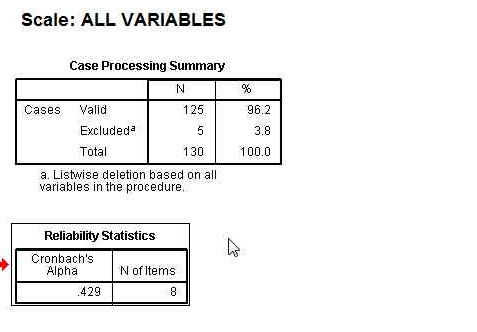 Scale: ALL VARIABLES
Case Processing Summary
N %
Cases Valid 125 96.2
Excludedª 5 3.8
Total 130 100.0
a. Listwise deletion based on all
variables in the procedure.
Reliability Statistics
Cronbach's
Alpha N of Items
.429 8